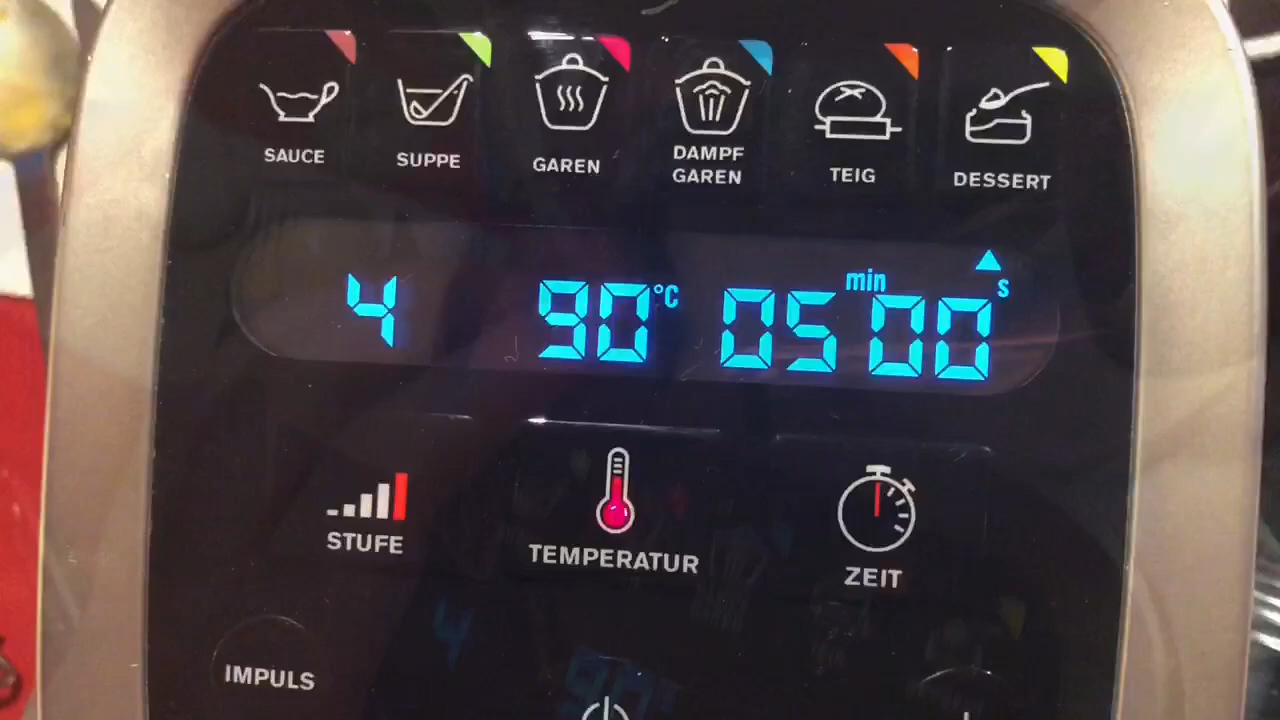 SAUCE
SUPPE
GAREN
DAMPF
GAREN
TEIG
DESSERT
4 90°C 05 min 00 s
STUFE
TEMPERATUR
ZEIT
IMPULS